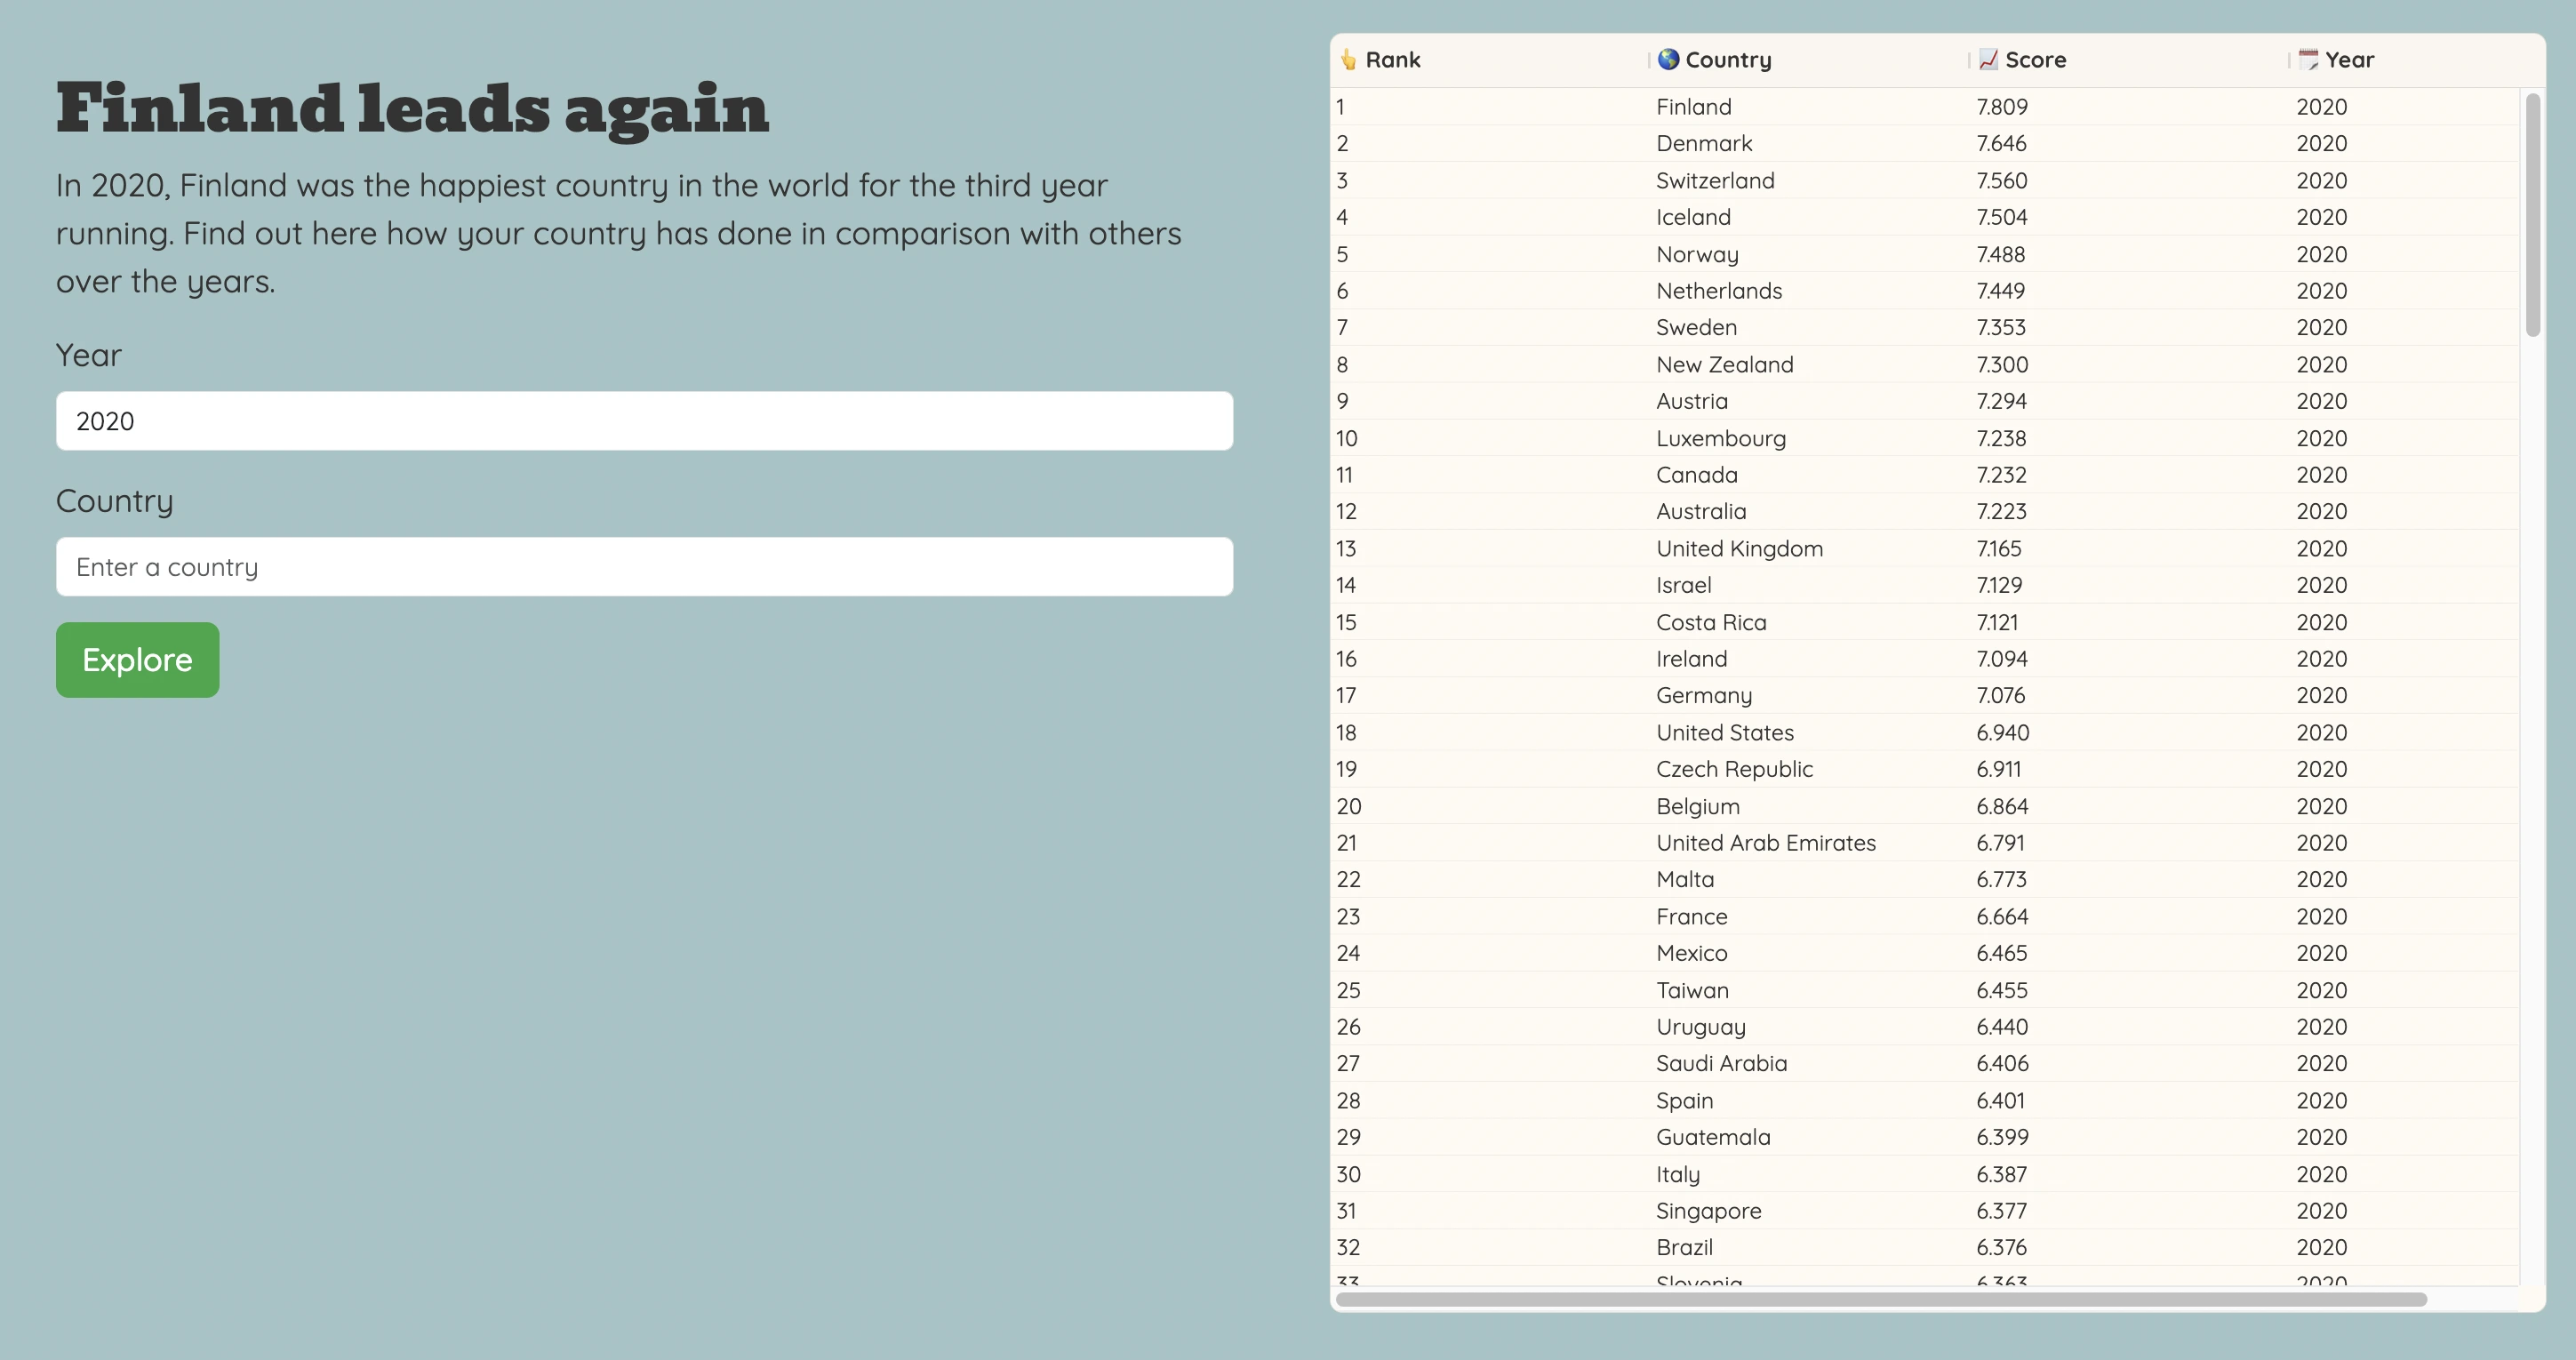 Finland leads again
In 2020, Finland was the happiest country in the world for the third year
running. Find out here how your country has done in comparison with others
over the years.
Year
2020
Country
Enter a country
Explore
Rank Country Score Year
1 Finland 7.809 2020
2 Denmark 7.646 2020
3 Switzerland 7.560 2020
4 Iceland 7.504 2020
5 Norway 7.488 2020
6 Netherlands 7.449 2020
7 Sweden 7.353 2020
8 New Zealand 7.300 2020
9 Austria 7.294 2020
10 Luxembourg 7.238 2020
11 Canada 7.232 2020
12 Australia 7.223 2020
13 United Kingdom 7.165 2020
14 Israel 7.129 2020
15 Costa Rica 7.121 2020
16 Ireland 7.094 2020
17 Germany 7.076 2020
18 United States 6.940 2020
19 Czech Republic 6.911 2020
20 Belgium 6.864 2020
21 United Arab Emirates 6.791 2020
22 Malta 6.773 2020
23 France 6.664 2020
24 Mexico 6.465 2020
25 Taiwan 6.455 2020
26 Uruguay 6.440 2020
27 Saudi Arabia 6.406 2020
28 Spain 6.401 2020
29 Guatemala 6.399 2020
30 Italy 6.387 2020
31 Singapore 6.377 2020
32 Brazil 6.376 2020
33 Slovenia 6.363 2020